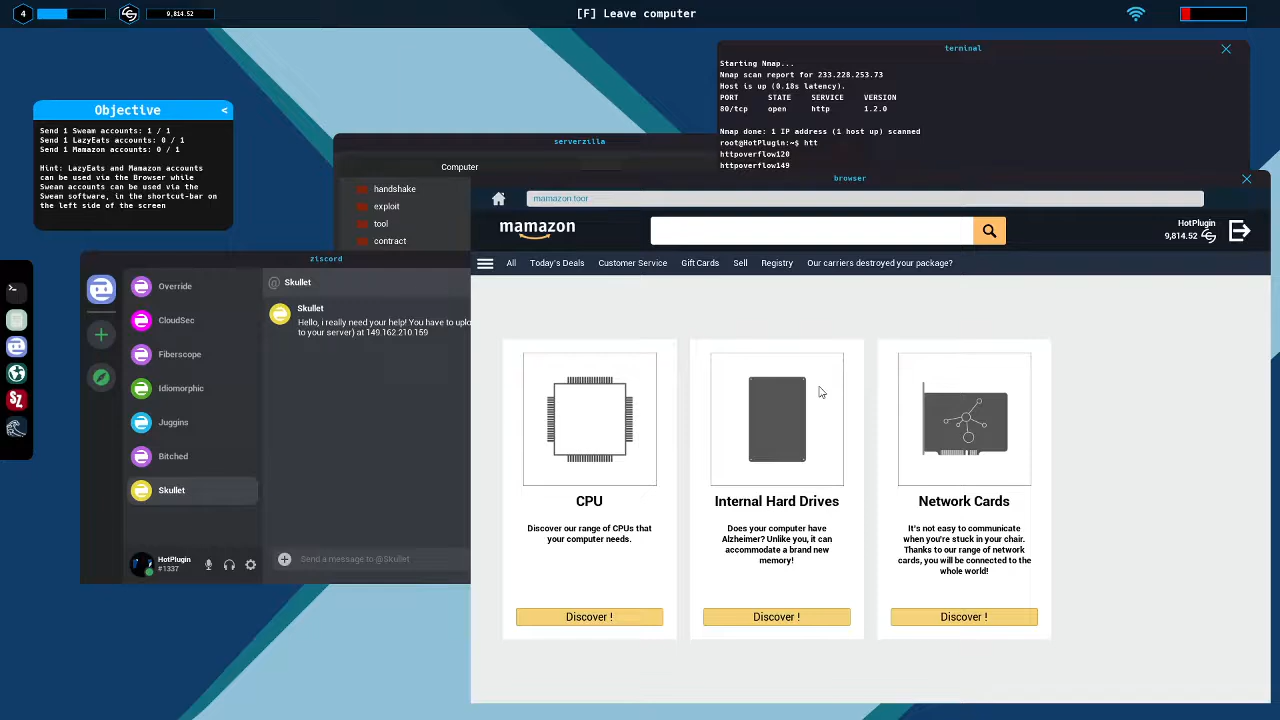 4
9,814.52
[F] Leave computer
Objective <
Send 1 Sweam accounts: 1 / 1
Send 1 LazyEats accounts: 0 / 1
Send 1 Mamazon accounts: 0 / 1
Hint: LazyEats and Mamazon accounts
can be used via the Browser while
Swean accounts can be used via the
Swean software, in the shortcut-bar on
the left side of the screen
terminal
Starting Nmap...
Nmap scan report for 233.228.253.73
Host is up (0.18s latency).
PORT STATE SERVICE VERSION
80/tcp open http 1.2.0
Nmap done: 1 IP address (1 host up) scanned
root@HotPlugin:~$ htt
httpoverflow120
httpoverflow149
serverzilla
Computer
handshake
exploit
tool
contract
ziscord
Override
CloudSec
Fiberscope
Idiomorphic
Juggins
Bitched
Skullet
HotPlugin
#1337
@ Skullet
Skullet
Hello, i really need your help! You have to uplo
to your server) at 149.162.210.159
Send a message to @Skullet
SZ
browser
mamazon.toor
mamazon
HotPlugin
9,814.52
All Today's Deals Customer Service Gift Cards Sell Registry Our carriers destroyed your package?
CPU
Discover our range of CPUs that
your computer needs.
Discover !
Internal Hard Drives
Does your computer have
Alzheimer? Unlike you, it can
accommodate a brand new
memory!
Discover !
Network Cards
It's not easy to communicate
when you're stuck in your chair.
Thanks to our range of network
cards, you will be connected to the
whole world!
Discover !